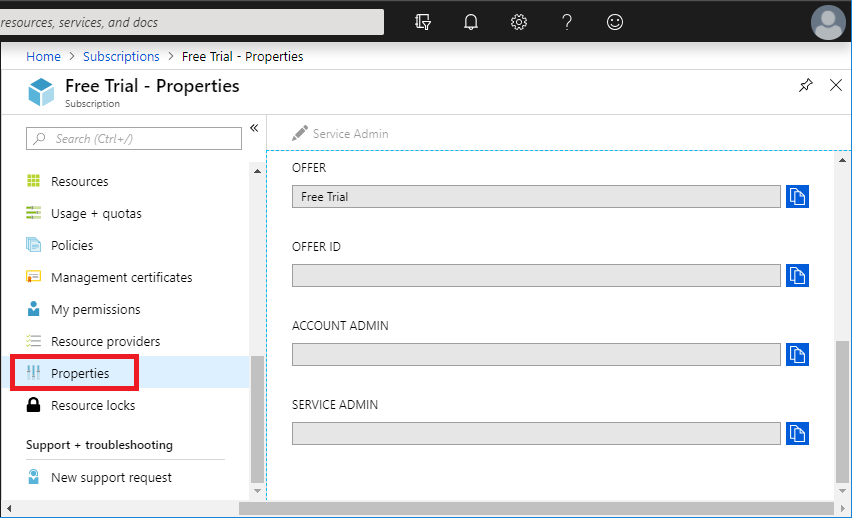 resources, services, and docs
Home > Subscriptions > Free Trial - Properties
Free Trial - Properties
Subscription
Search (Ctrl+/)
«
Resources
Usage + quotas
Policies
Management certificates
My permissions
Resource providers
Properties
Resource locks
Support + troubleshooting
New support request
Service Admin
OFFER
Free Trial
OFFER ID
ACCOUNT ADMIN
SERVICE ADMIN